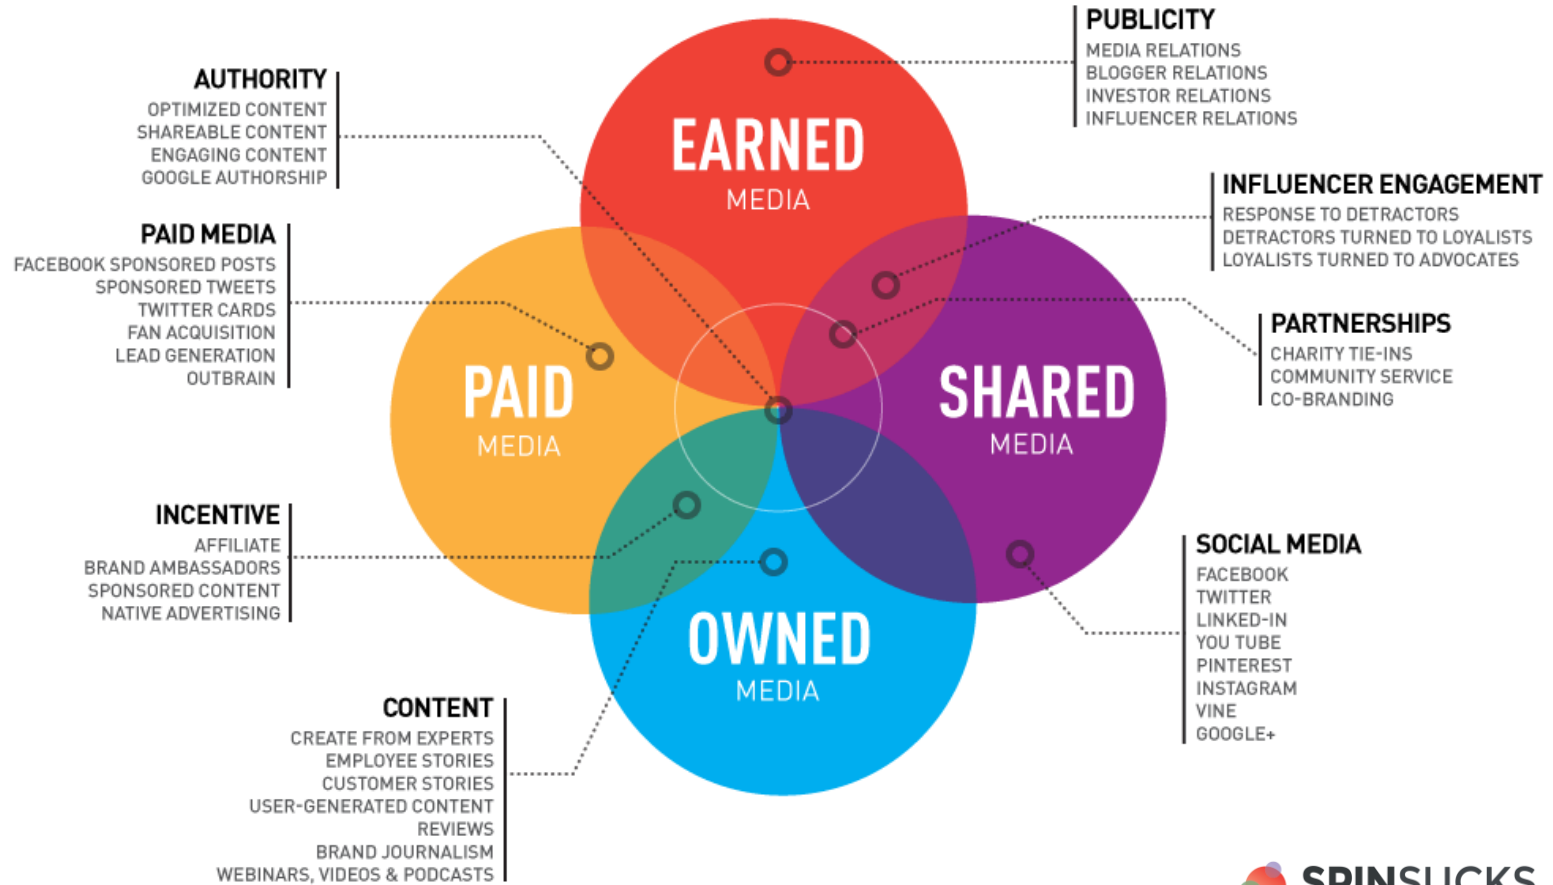 PUBLICITY
MEDIA RELATIONS
BLOGGER RELATIONS
INVESTOR RELATIONS
INFLUENCER RELATIONS
AUTHORITY
OPTIMIZED CONTENT
SHAREABLE CONTENT
ENGAGING CONTENT
GOOGLE AUTHORSHIP
EARNED
MEDIA
INFLUENCER ENGAGEMENT
RESPONSE TO DETRACTORS
DETRACTORS TURNED TO LOYALISTS
LOYALISTS TURNED TO ADVOCATES
PAID MEDIA
FACEBOOK SPONSORED POSTS
SPONSORED TWEETS
TWITTER CARDS
FAN ACQUISITION
LEAD GENERATION
OUTBRAIN
PARTNERSHIPS
CHARITY TIE-INS
COMMUNITY SERVICE
CO-BRANDING
PAID
MEDIA
SHARED
MEDIA
INCENTIVE
AFFILIATE
BRAND AMBASSADORS
SPONSORED CONTENT
NATIVE ADVERTISING
SOCIAL MEDIA
FACEBOOK
TWITTER
LINKED-IN
YOU TUBE
PINTEREST
INSTAGRAM
VINE
GOOGLE+
OWNED
MEDIA
CONTENT
CREATE FROM EXPERTS
EMPLOYEE STORIES
CUSTOMER STORIES
USER-GENERATED CONTENT
REVIEWS
BRAND JOURNALISM
WEBINARS, VIDEOS & PODCASTS
SPINSUCKS